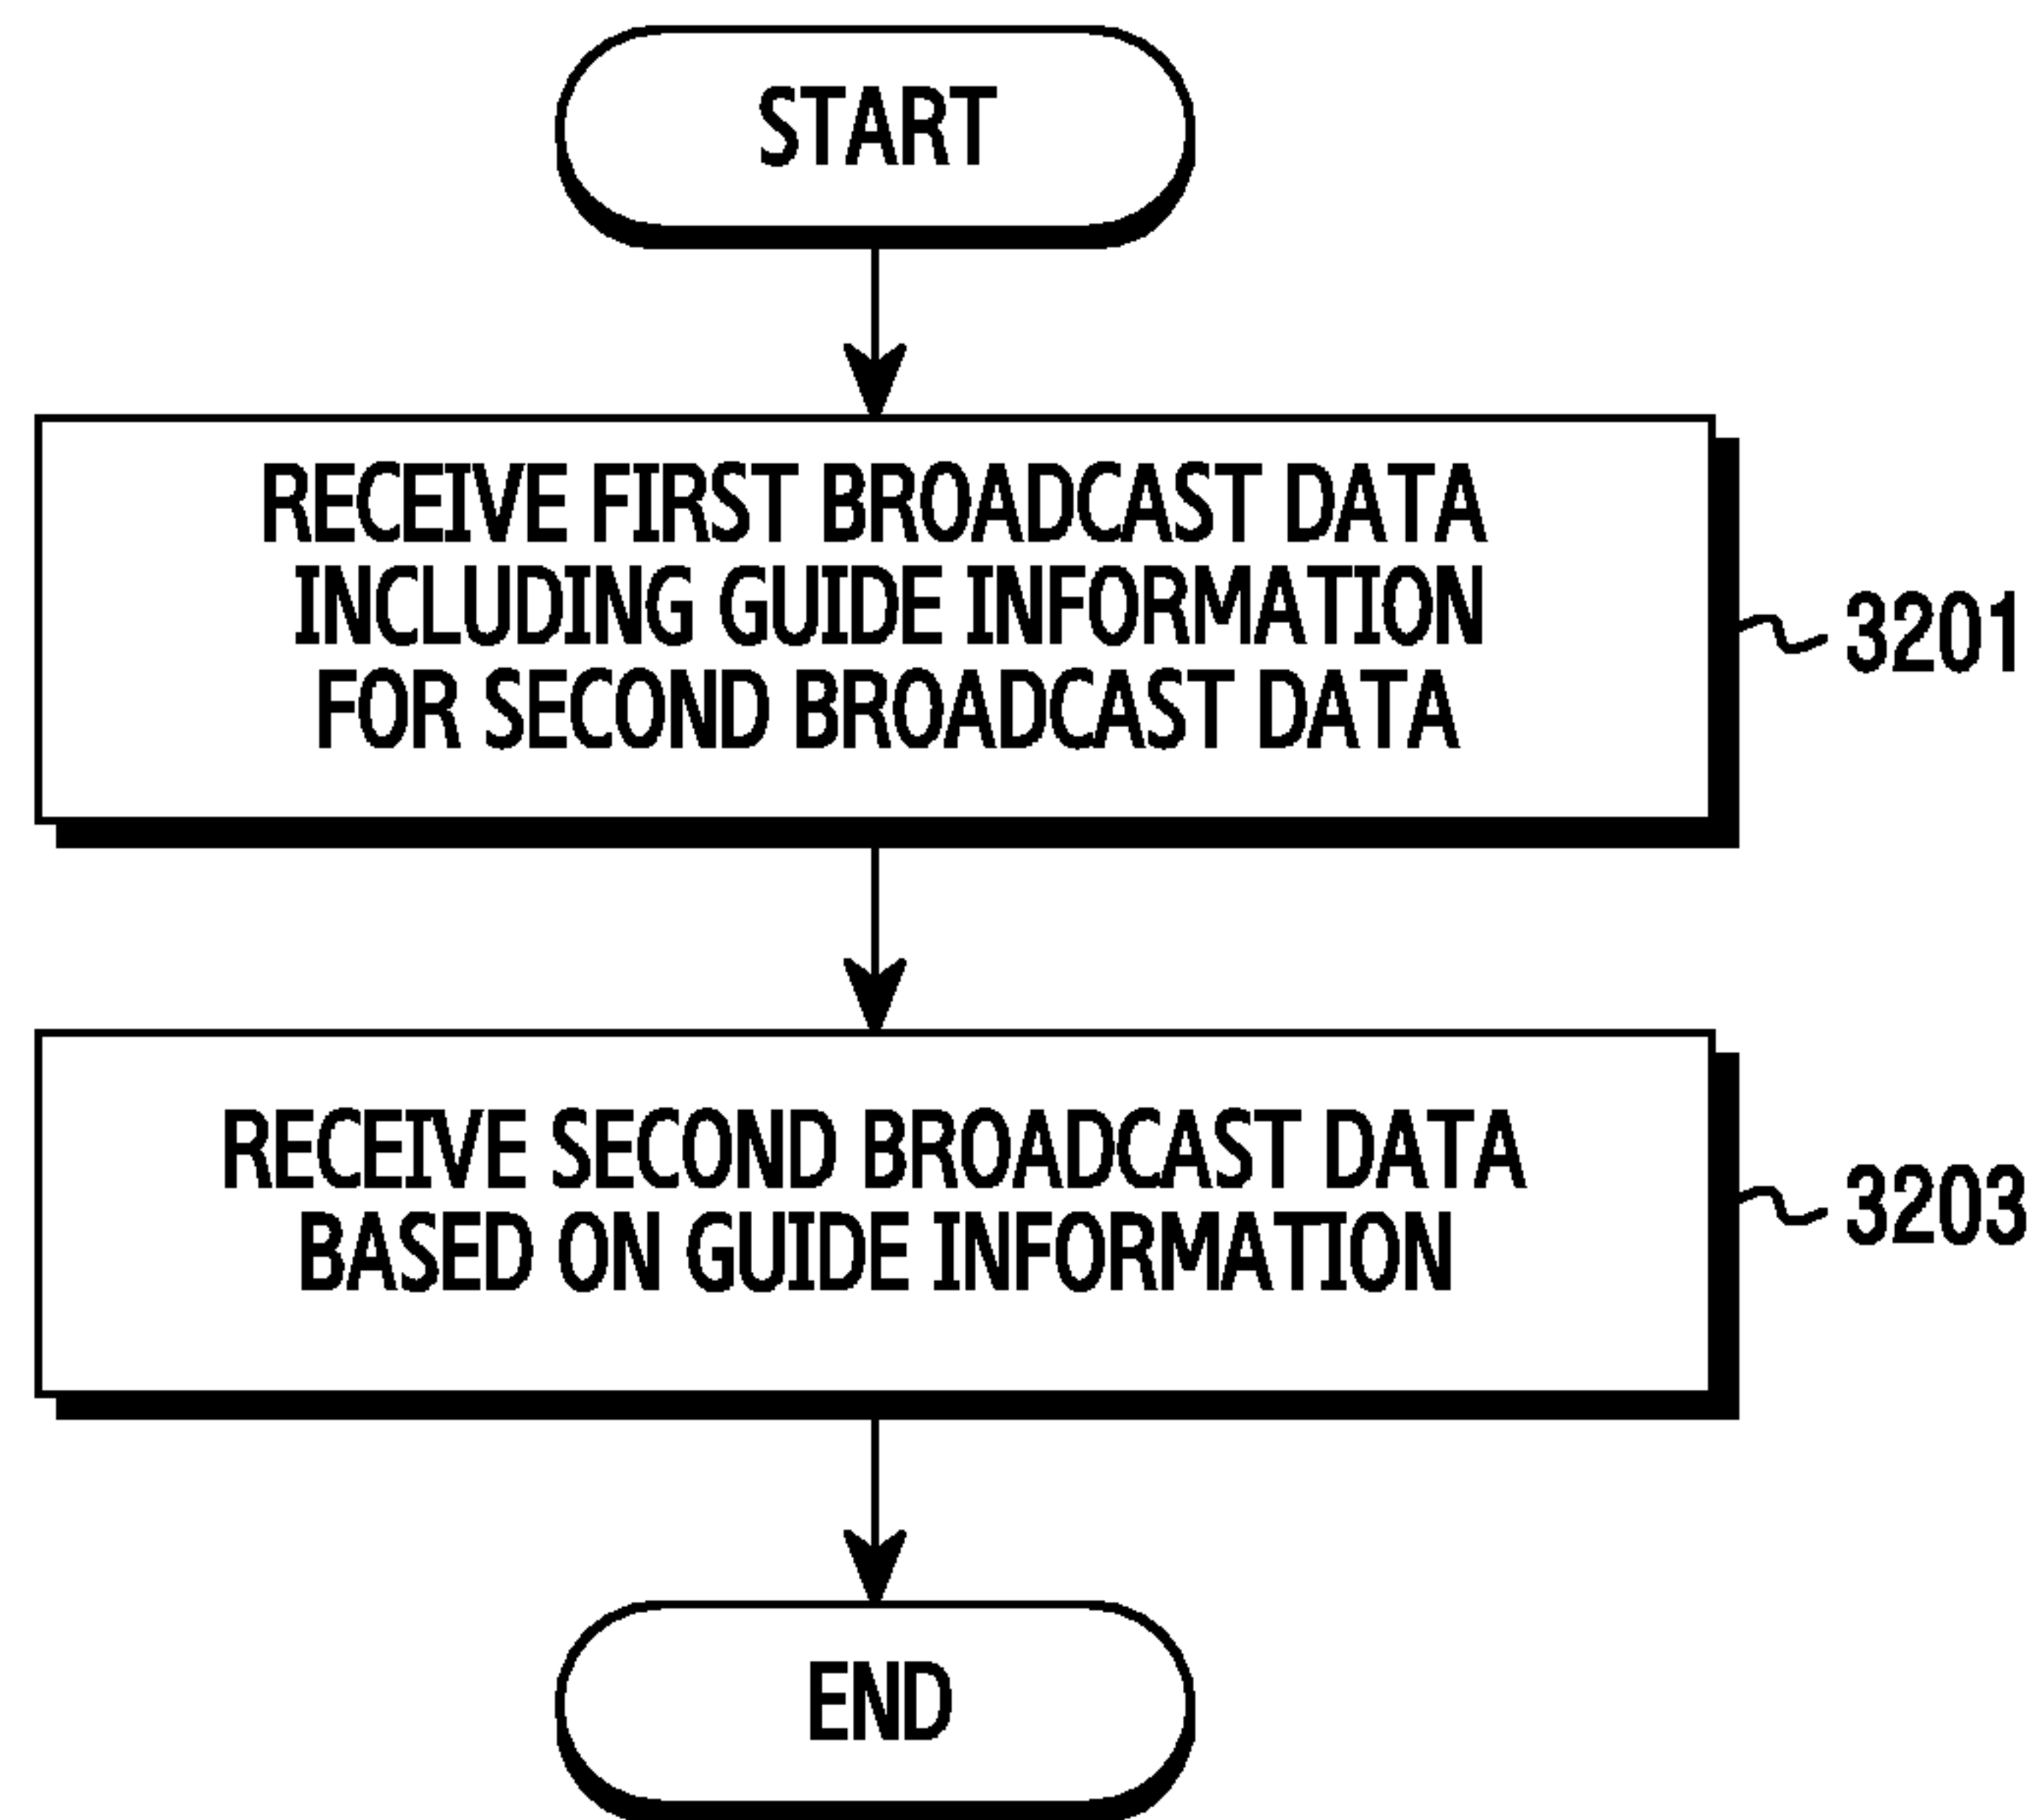 START
RECEIVE FIRST BROADCAST DATA
INCLUDING GUIDE INFORMATION
FOR SECOND BROADCAST DATA
3201
RECEIVE SECOND BROADCAST DATA
BASED ON GUIDE INFORMATION
3203
END